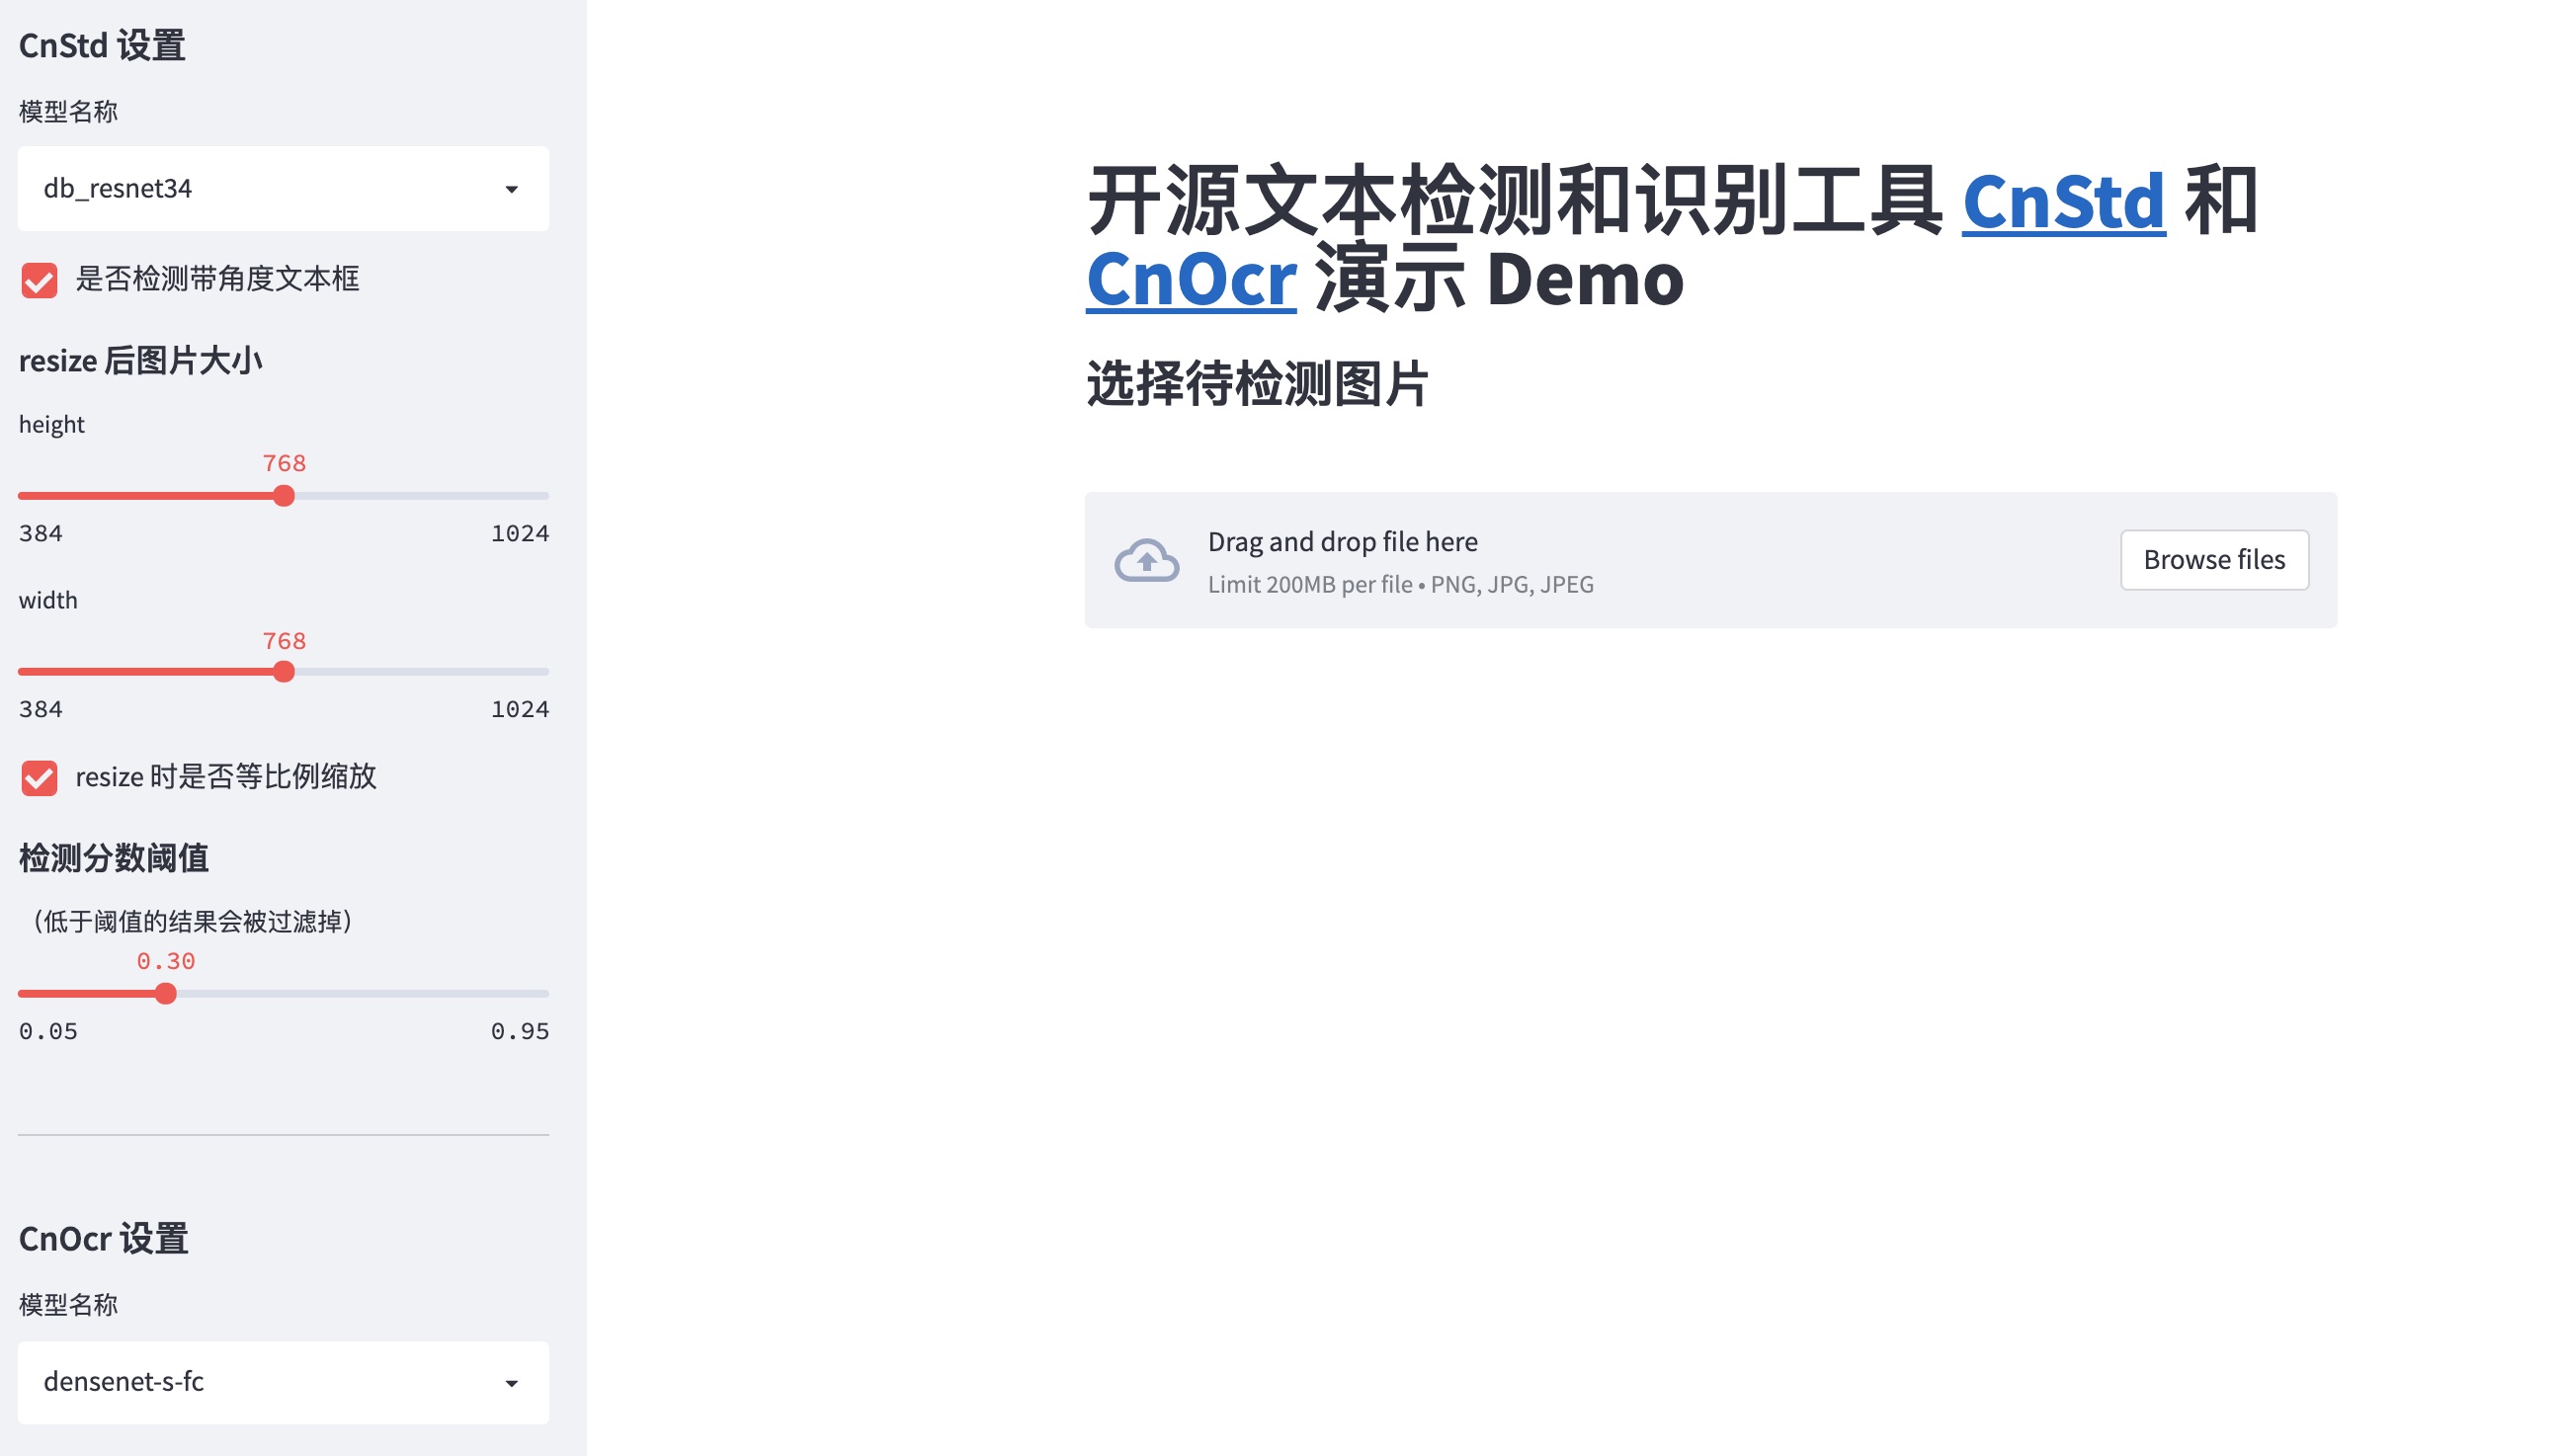 CnStd 设置
模型名称
db_resnet34
是否检测带角度文本框
resize 后图片大小
height
768
384 1024
width
768
384 1024
resize 时是否等比例缩放
检测分数阈值
（低于阈值的结果会被过滤掉）
0.30
0.05 0.95
CnOcr 设置
模型名称
densenet-s-fc
开源文本检测和识别工具 CnStd 和
CnOcr 演示 Demo
选择待检测图片
Drag and drop file here
Limit 200MB per file • PNG, JPG, JPEG
Browse files